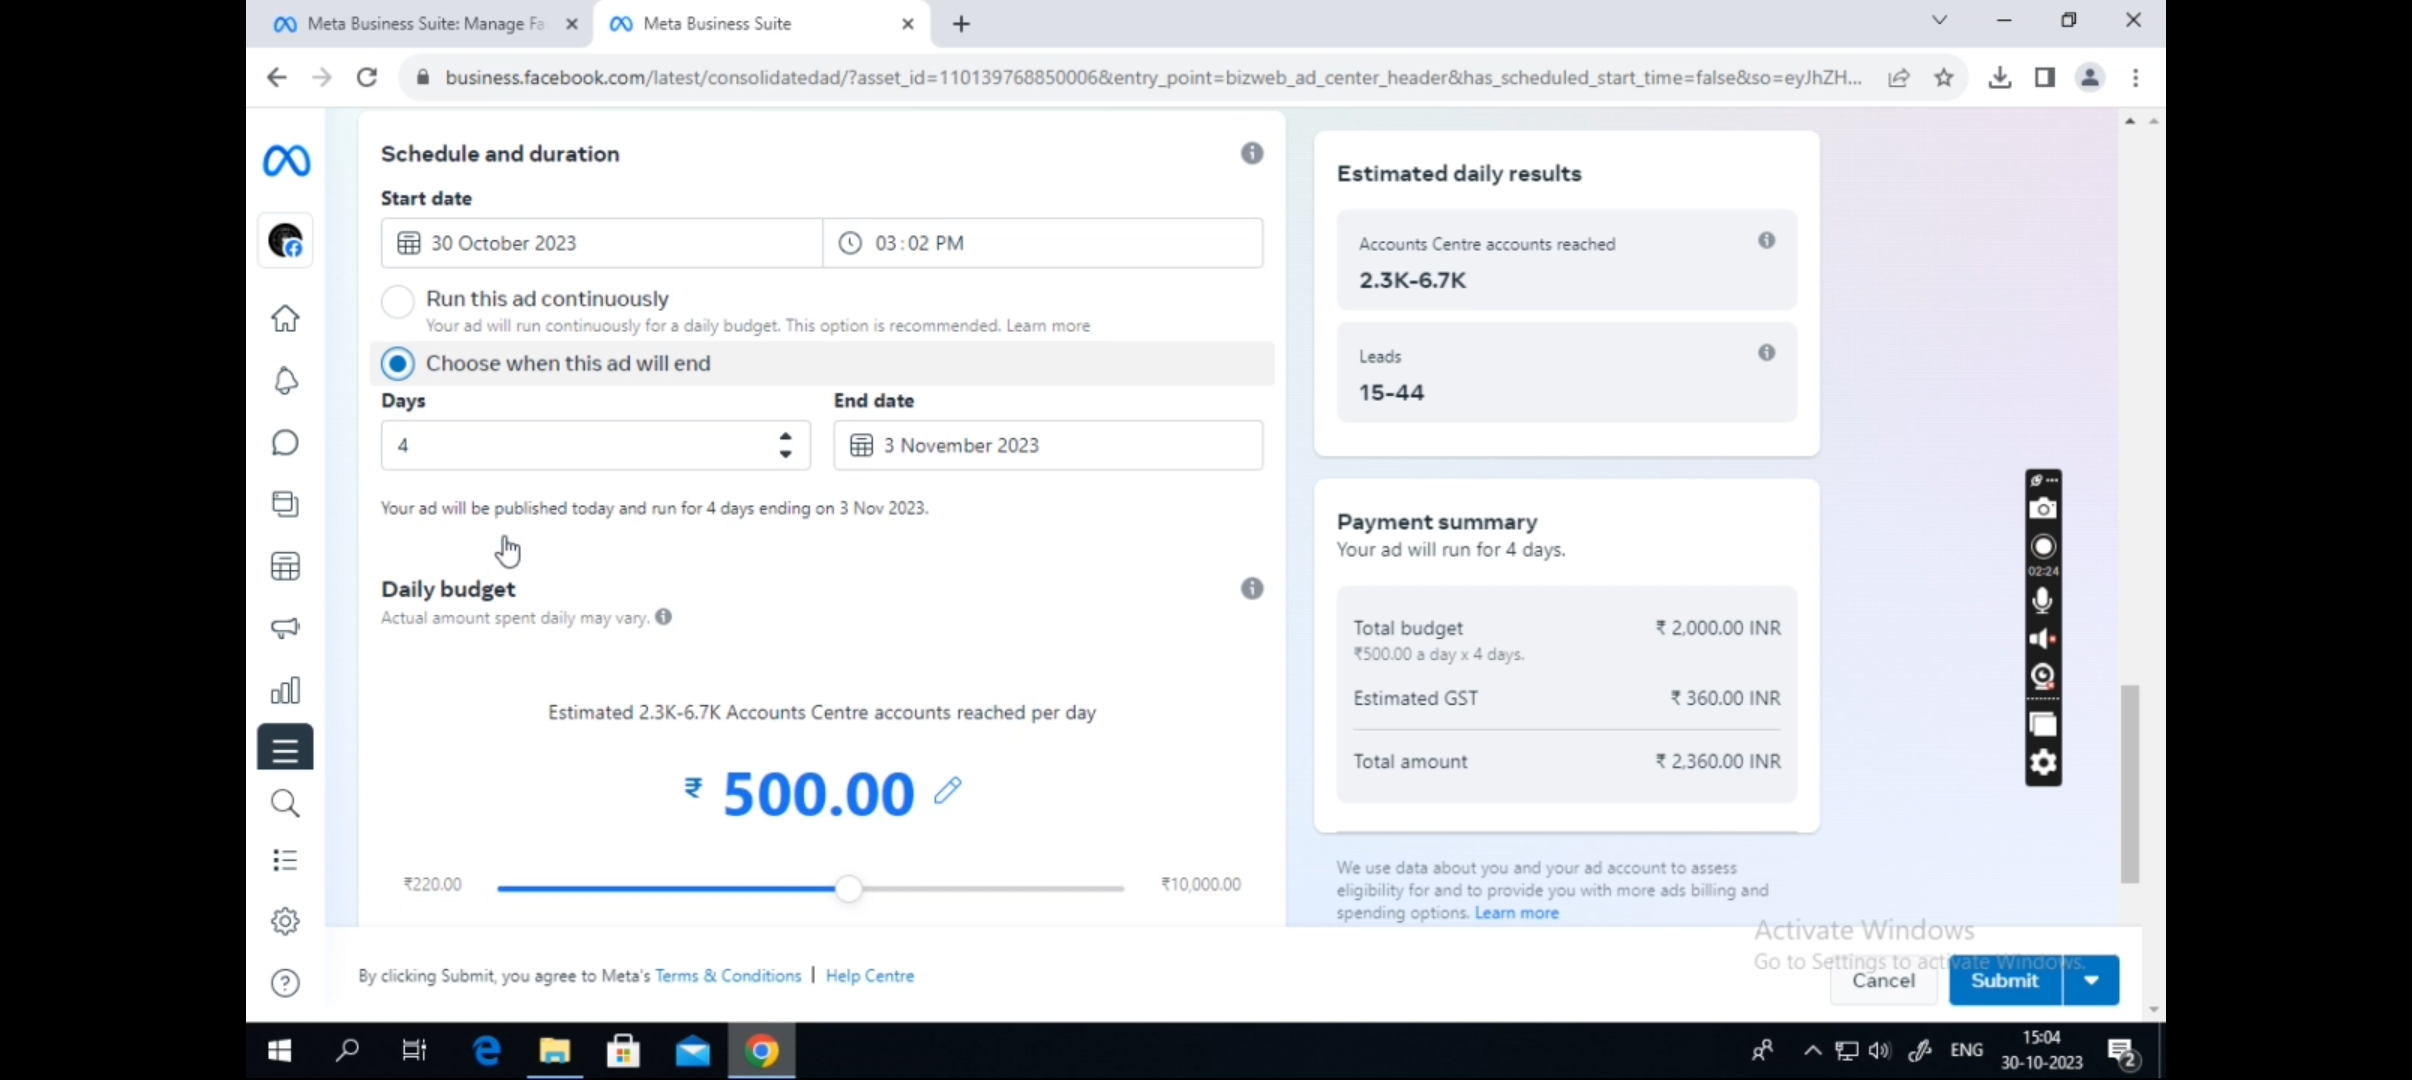 Meta Business Suite: Manage Fa
Meta Business Suite
business.facebook.com/latest/consolidatedad/?asset_id=110139768850006&entry_point=bizweb_ad_center_header&has_scheduled_start_time=false&so=eyJhZH...
Schedule and duration
Start date
30 October 2023
03:02 PM
Run this ad continuously
Your ad will run continuously for a daily budget. This option is recommended. Learn more
Choose when this ad will end
Days
End date
4
3 November 2023
Your ad will be published today and run for 4 days ending on 3 Nov 2023.
Daily budget
Actual amount spent daily may vary.
Estimated 2.3K-6.7K Accounts Centre accounts reached per day
₹ 500.00
₹220.00
₹10,000.00
Estimated daily results
Accounts Centre accounts reached
2.3K-6.7K
Leads
15-44
Payment summary
Your ad will run for 4 days.
Total budget
₹ 2,000.00 INR
₹500.00 a day x 4 days.
Estimated GST
₹ 360.00 INR
Total amount
₹ 2,360.00 INR
We use data about you and your ad account to assess
eligibility for and to provide you with more ads billing and
spending options. Learn more
02:24
Activate Windows
Go to Settings to activate Windows.
By clicking Submit, you agree to Meta's Terms & Conditions | Help Centre
Cancel
Submit
ENG
15:04
30-10-2023
2